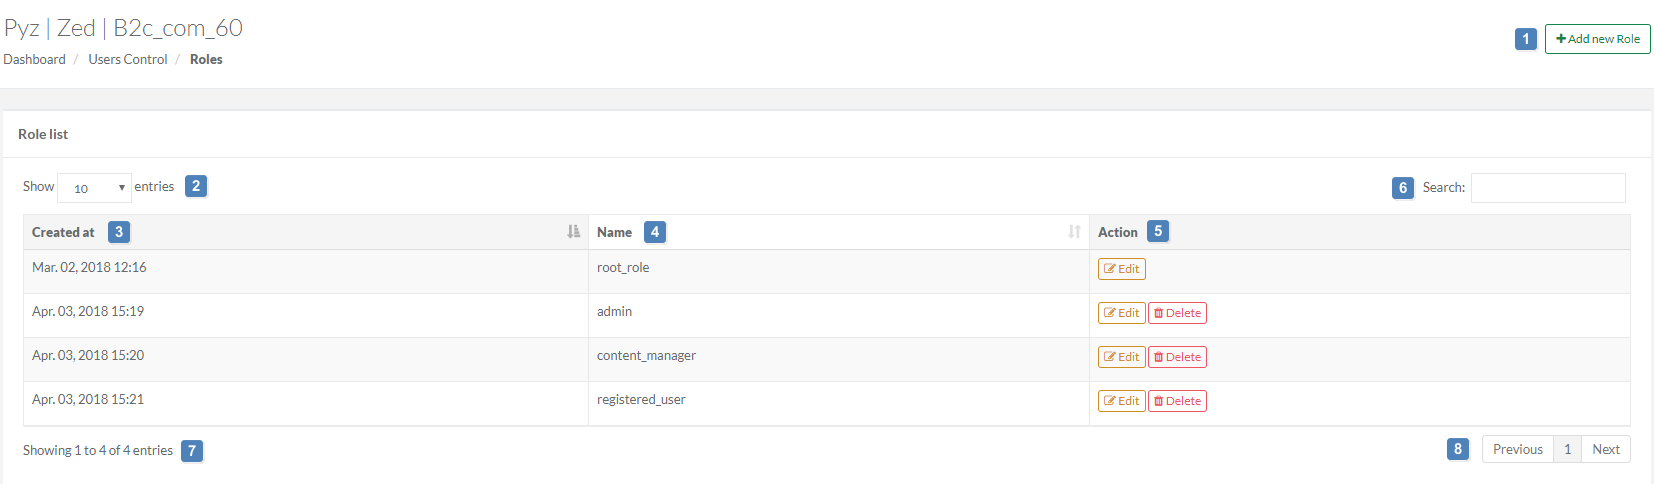 Pyz | Zed | B2c_com_60
1 Add new Role
Dashboard / Users Control / Roles
Role list
Show 10 entries 2
6 Search:
Created at 3 Name 4 Action 5
Mar. 02, 2018 12:16 root_role Edit
Apr. 03, 2018 15:19 admin Edit Delete
Apr. 03, 2018 15:20 content_manager Edit Delete
Apr. 03, 2018 15:21 registered_user Edit Delete
Showing 1 to 4 of 4 entries 7
8 Previous 1 Next